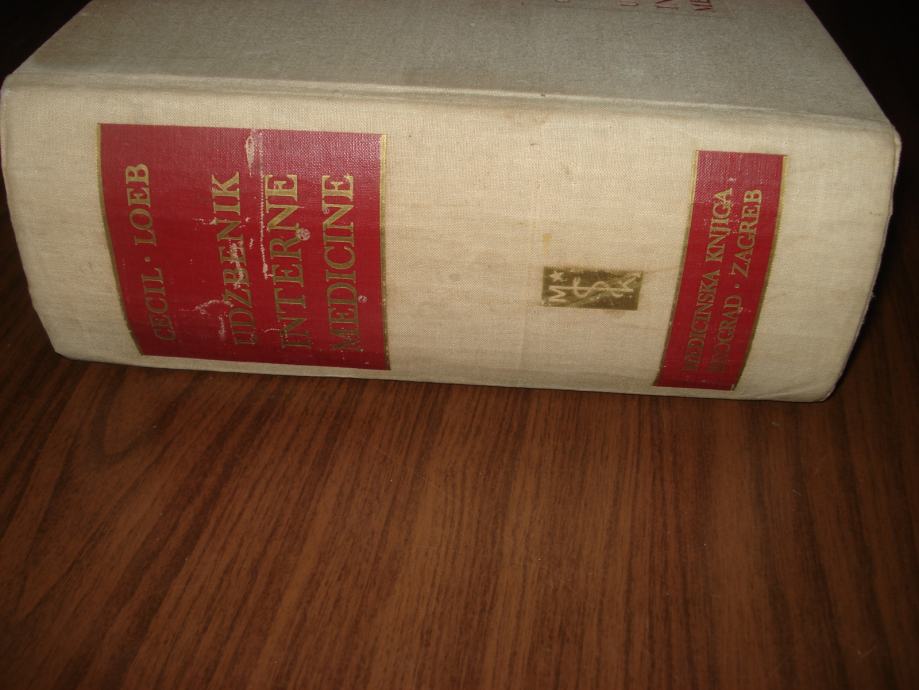 CECIL · LOEB
UDŽBENIK
INTERNE
MEDICINE
M K
MEDICINSKA KNJIGA
BEOGRAD · ZAGREB